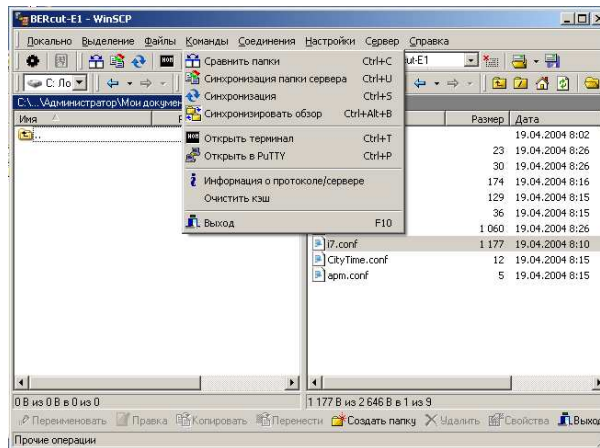 BERcut-E1 - WinSCP
Локально Выделение Файлы Команды Соединения Настройки Сервер Справка
Сравнить папки Ctrl+C
Синхронизация папки сервера Ctrl+U
Синхронизация Ctrl+S
Синхронизировать обзор Ctrl+Alt+B
Открыть терминал Ctrl+T
Открыть в PuTTY Ctrl+P
Информация о протоколе/сервере
Очистить кэш
Выход F10
C: Ло
C:\...\Администратор\Мои докумен
Имя
Размер Дата
..
19.04.2004 8:02
23 19.04.2004 8:26
30 19.04.2004 8:26
174 19.04.2004 8:16
129 19.04.2004 8:15
36 19.04.2004 8:15
1 060 19.04.2004 8:26
i7.conf 1 177 19.04.2004 8:10
CityTime.conf 12 19.04.2004 8:15
apm.conf 5 19.04.2004 8:15
0 B из 0 B в 0 из 0
1 177 B из 2 646 B в 1 из 9
Переименовать Правка Копировать Перенести Создать папку Удалить Свойства Выход
Прочие операции